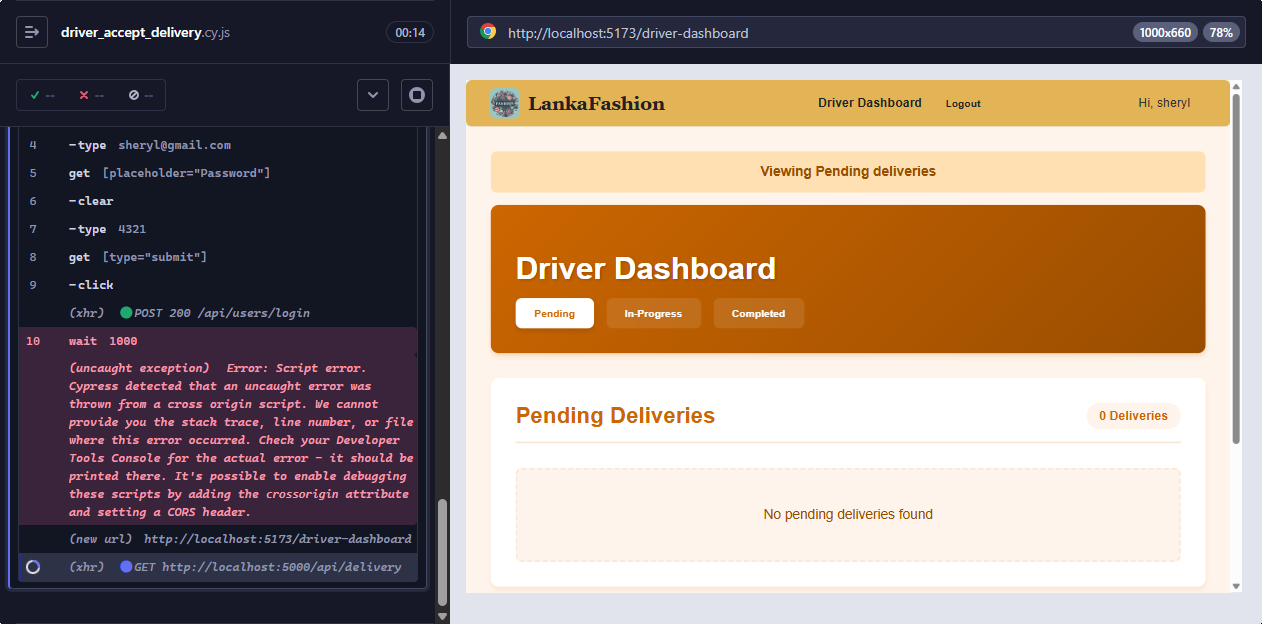 driver_accept_delivery.cy.js
00:14
-- -- --
4 -type sheryl@gmail.com
5 get [placeholder="Password"]
6 -clear
7 -type 4321
8 get [type="submit"]
9 -click
(xhr) POST 200 /api/users/login
10 wait 1000
(uncaught exception) Error: Script error.
Cypress detected that an uncaught error was
thrown from a cross origin script. We cannot
provide you the stack trace, line number, or file
where this error occurred. Check your Developer
Tools Console for the actual error - it should be
printed there. It's possible to enable debugging
these scripts by adding the crossorigin attribute
and setting a CORS header.
(new url) http://localhost:5173/driver-dashboard
(xhr) GET http://localhost:5000/api/delivery
http://localhost:5173/driver-dashboard
1000x660 78%
FASHION
LankaFashion
Driver Dashboard Logout
Hi, sheryl
Viewing Pending deliveries
Driver Dashboard
Pending In-Progress Completed
Pending Deliveries
0 Deliveries
No pending deliveries found